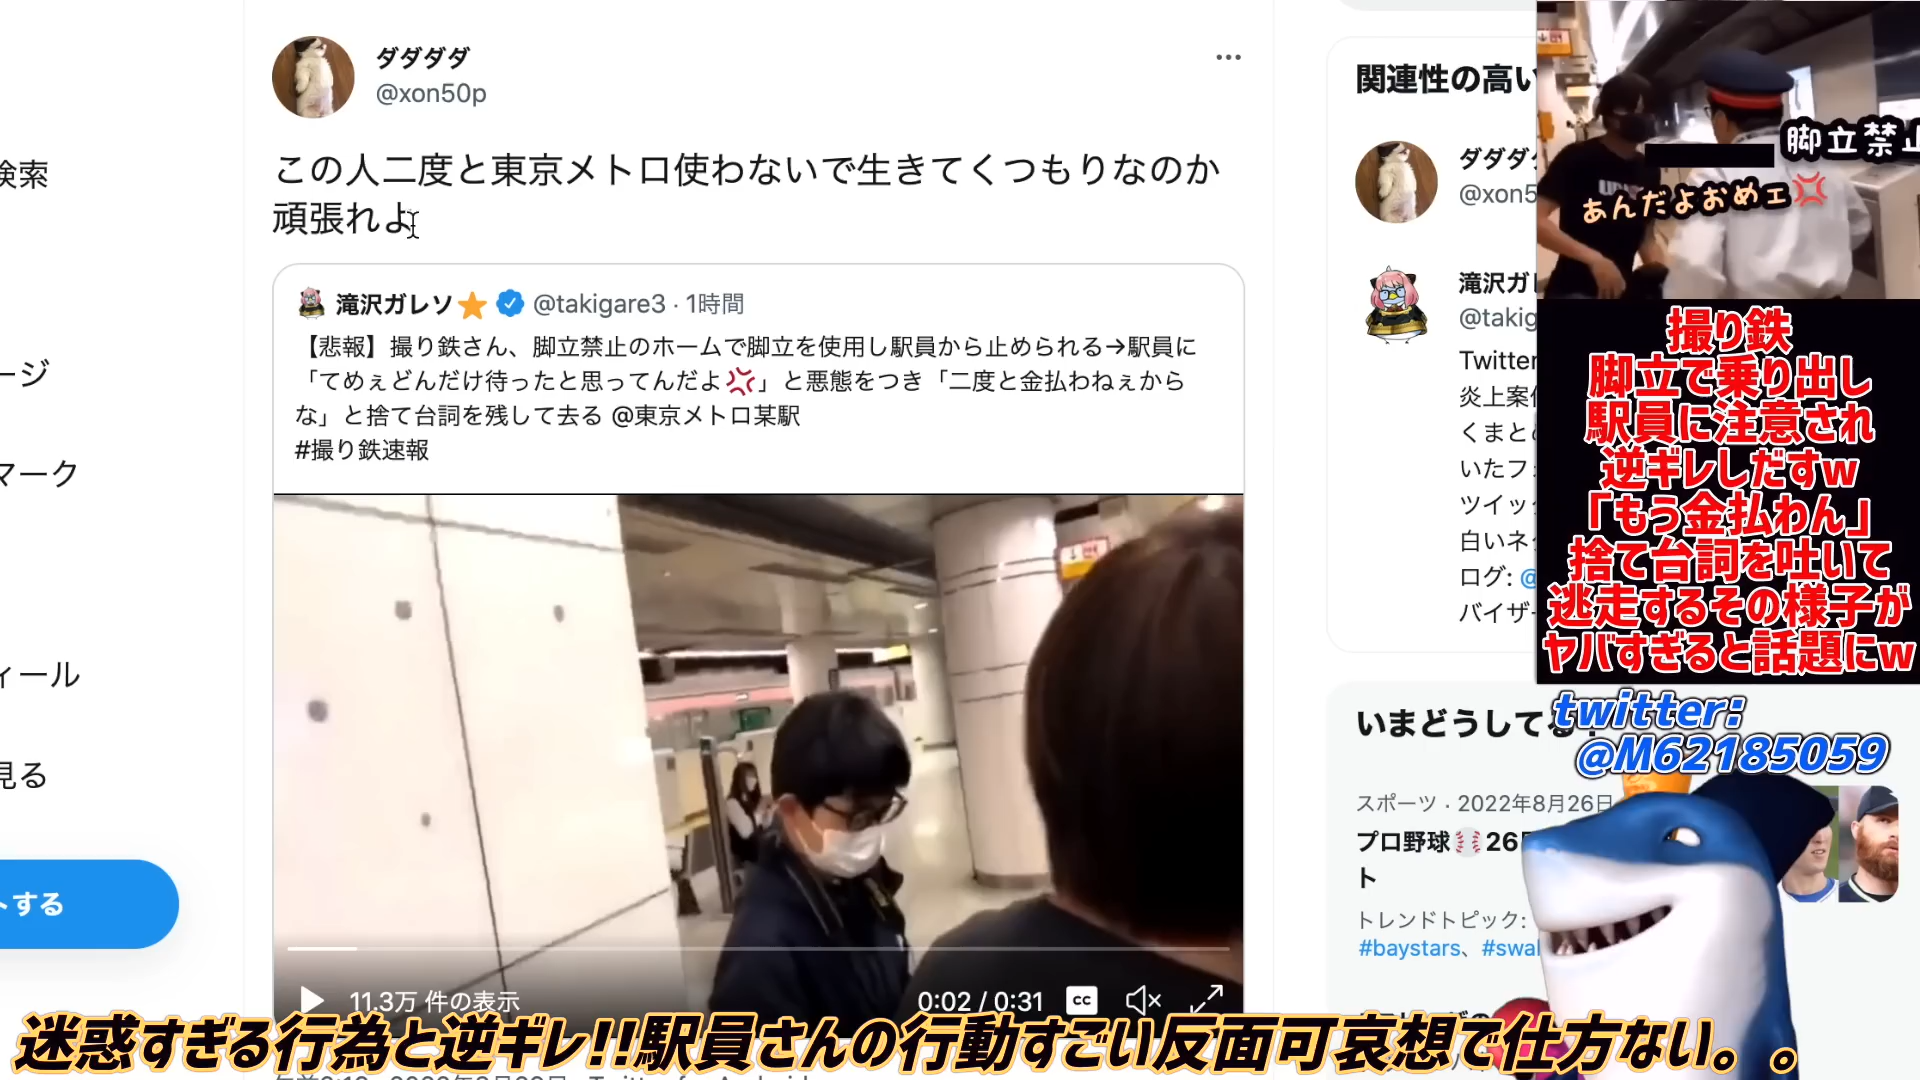 ダダダダ
@xon50p
この人二度と東京メトロ使わないで生きてくつもりなのか
頑張れよ
滝沢ガレソ @takigare3 · 1時間
【悲報】撮り鉄さん、脚立禁止のホームで脚立を使用し駅員から止められる→駅員に
「てめぇどんだけ待ったと思ってんだよ💢」と悪態をつき「二度と金払わねぇから
な」と捨て台詞を残して去る @東京メトロ某駅
#撮り鉄速報
11.3万 件の表示
0:02 / 0:31
CC
検索
ージ
マーク
ィール
見る
トする
関連性の高い
ダダダ
@xon5
滝沢ガ
@takig
Twitter
炎上案
くまと
いたフ
ツイッ
白いネ
ログ: @
バイザ
いまどうしてる
スポーツ · 2022年8月26日
プロ野球⚾26
ト
トレンドトピック:
#baystars、#swal
脚立禁止
あんだよおめェ💢
撮り鉄
脚立で乗り出し
駅員に注意され
逆ギレしだすw
「もう金払わん」
捨て台詞を吐いて
逃走するその様子が
ヤバすぎると話題にw
twitter:
@M62185059
迷惑すぎる行為と逆ギレ!!駅員さんの行動すごい反面可哀想で仕方ない。。